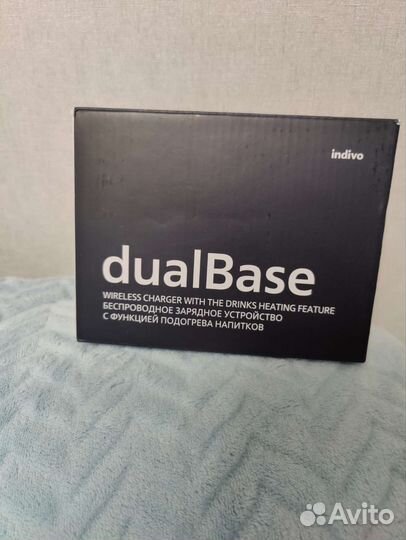 indivo
dualBase
WIRELESS CHARGER WITH THE DRINKS HEATING FEATURE
БЕСПРОВОДНОЕ ЗАРЯДНОЕ УСТРОЙСТВО
С ФУНКЦИЕЙ ПОДОГРЕВА НАПИТКОВ
Avito